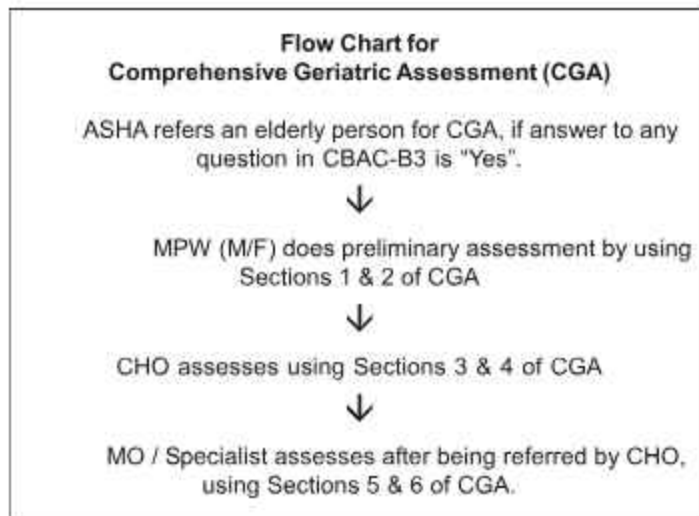 Flow Chart for
Comprehensive Geriatric Assessment (CGA)
ASHA refers an elderly person for CGA, if answer to any
question in CBAC-B3 is “Yes”.
MPW (M/F) does preliminary assessment by using
Sections 1 & 2 of CGA
CHO assesses using Sections 3 & 4 of CGA
MO / Specialist assesses after being referred by CHO,
using Sections 5 & 6 of CGA.